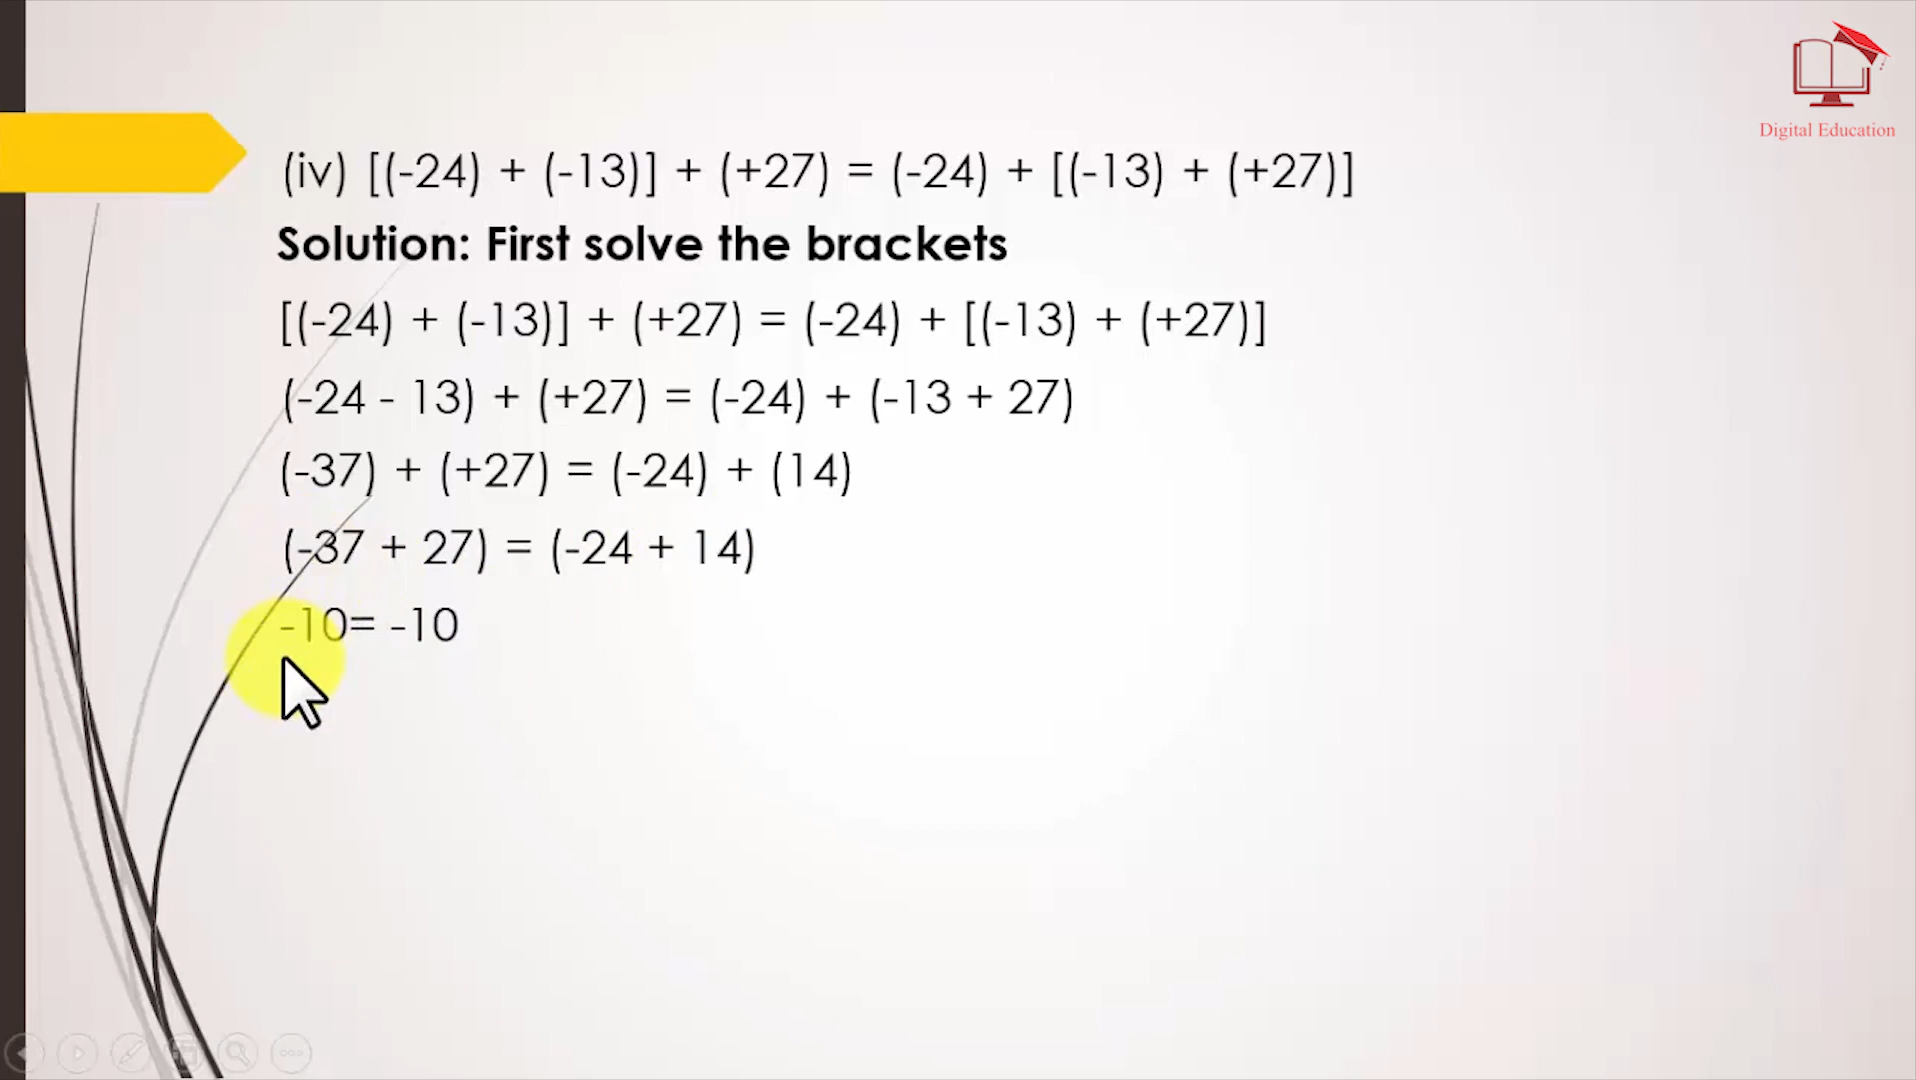 Digital Education
(iv) [(-24) + (-13)] + (+27) = (-24) + [(-13) + (+27)]
Solution: First solve the brackets
[(-24) + (-13)] + (+27) = (-24) + [(-13) + (+27)]
(-24 - 13) + (+27) = (-24) + (-13 + 27)
(-37) + (+27) = (-24) + (14)
(-37 + 27) = (-24 + 14)
-10= -10